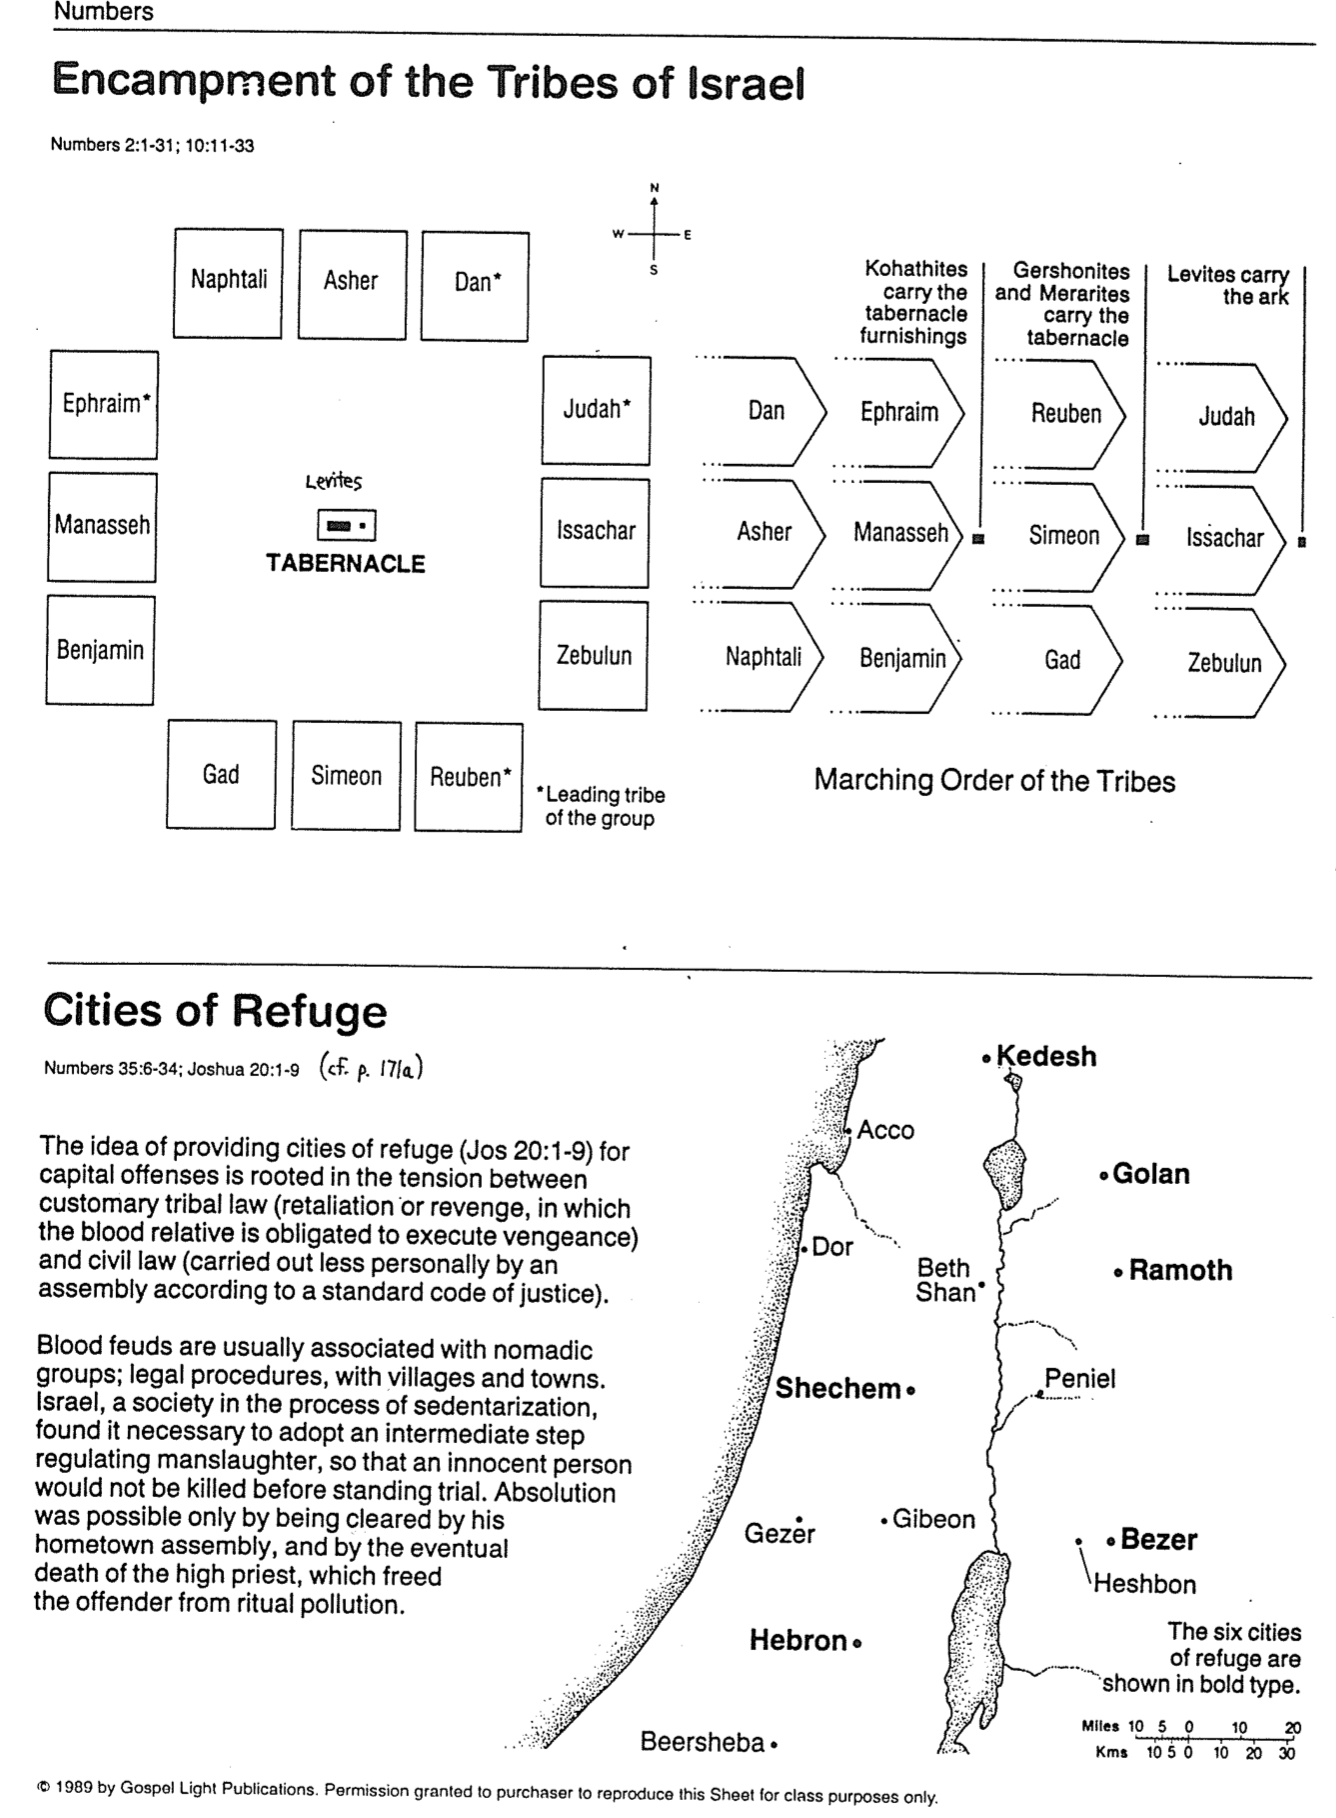 Numbers
Encampment of the Tribes of Israel
Numbers 2:1-31; 10:11-33
N
W
E
S
Naphtali
Asher
Dan*
Ephraim*
Manasseh
Benjamin
Levites
TABERNACLE
Judah*
Issachar
Zebulun
Gad
Simeon
Reuben*
*Leading tribe
of the group
Kohathites
carry the
tabernacle
furnishings
Gershonites
and Merarites
carry the
tabernacle
Levites carry
the ark
Dan
Ephraim
Reuben
Judah
Asher
Manasseh
Simeon
Issachar
Naphtali
Benjamin
Gad
Zebulun
Marching Order of the Tribes
Cities of Refuge
Numbers 35:6-34; Joshua 20:1-9 (cf. p. 171a)
The idea of providing cities of refuge (Jos 20:1-9) for
capital offenses is rooted in the tension between
customary tribal law (retaliation or revenge, in which
the blood relative is obligated to execute vengeance)
and civil law (carried out less personally by an
assembly according to a standard code of justice).
Blood feuds are usually associated with nomadic
groups; legal procedures, with villages and towns.
Israel, a society in the process of sedentarization,
found it necessary to adopt an intermediate step
regulating manslaughter, so that an innocent person
would not be killed before standing trial. Absolution
was possible only by being cleared by his
hometown assembly, and by the eventual
death of the high priest, which freed
the offender from ritual pollution.
Kedesh
Acco
Golan
Dor
Beth
Shan
Ramoth
Shechem
Peniel
Gezer
Gibeon
Bezer
Heshbon
Hebron
The six cities
of refuge are
shown in bold type.
Beersheba
Miles 10 5 0 10 20
Kms 10 5 0 10 20 30
© 1989 by Gospel Light Publications. Permission granted to purchaser to reproduce this Sheet for class purposes only.